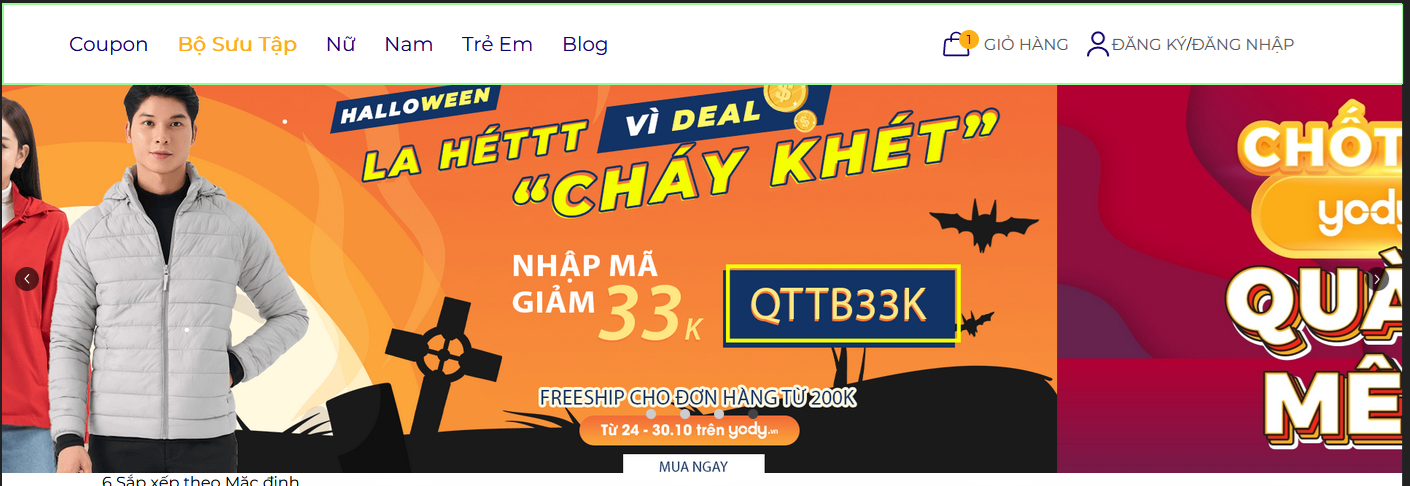 Coupon Bộ Sưu Tập Nữ Nam Trẻ Em Blog 1 GIỎ HÀNG ĐĂNG KÝ/ĐĂNG NHẬP
HALLOWEEN
LA HÉTTT VÌ DEAL
“CHÁY KHÉT”
NHẬP MÃ
GIẢM 33K
QTTB33K
FREESHIP CHO ĐƠN HÀNG TỪ 200K
Từ 24 - 30.10 trên yody.vn
MUA NGAY
CHỐT
yody
QUÀ
MÊ
6 Sắp xếp theo Mặc định